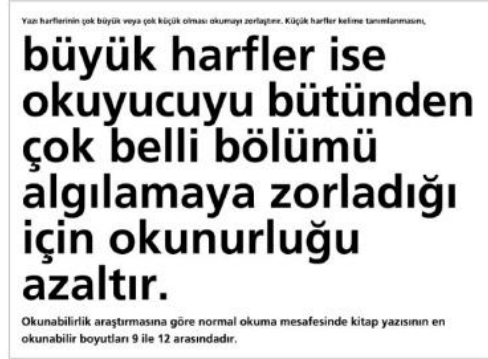 Yazı harflerinin çok büyük veya çok küçük olması okumayı zorlaştırır. Küçük harfler kelime tanımlanmasını,
büyük harfler ise
okuyucuyu bütünden
çok belli bölümü
algılamaya zorladığı
için okunurluğu
azaltır.
Okunabilirlik araştırmasına göre normal okuma mesafesinde kitap yazısının en
okunabilir boyutları 9 ile 12 arasındadır.